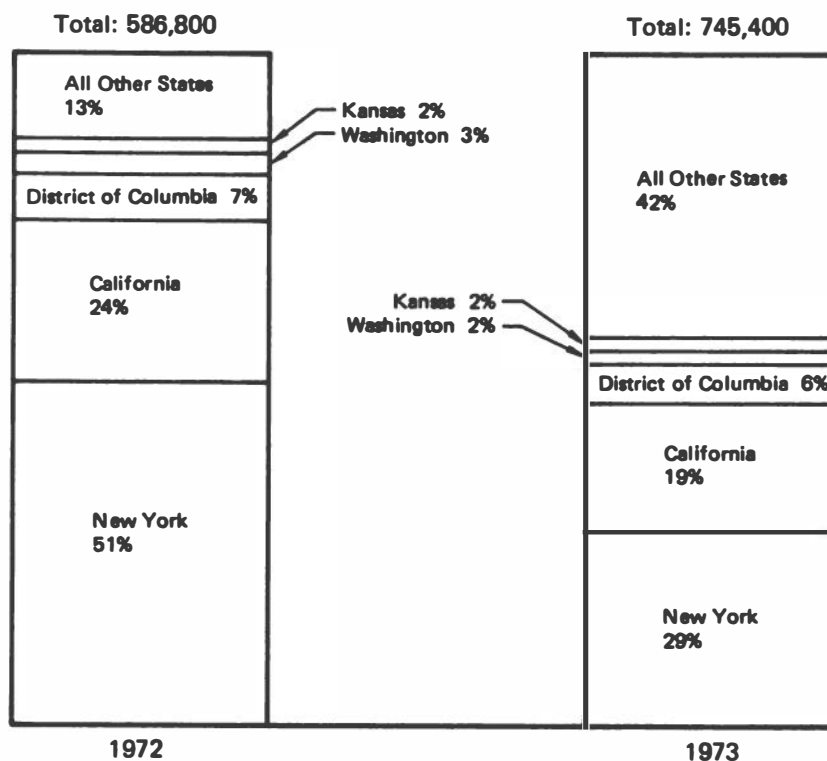 Total: 586,800
All Other States
13%
Kansas 2%
Washington 3%
District of Columbia 7%
California
24%
New York
51%
1972
Total: 745,400
All Other States
42%
Kansas 2%
Washington 2%
District of Columbia 6%
California
19%
New York
29%
1973